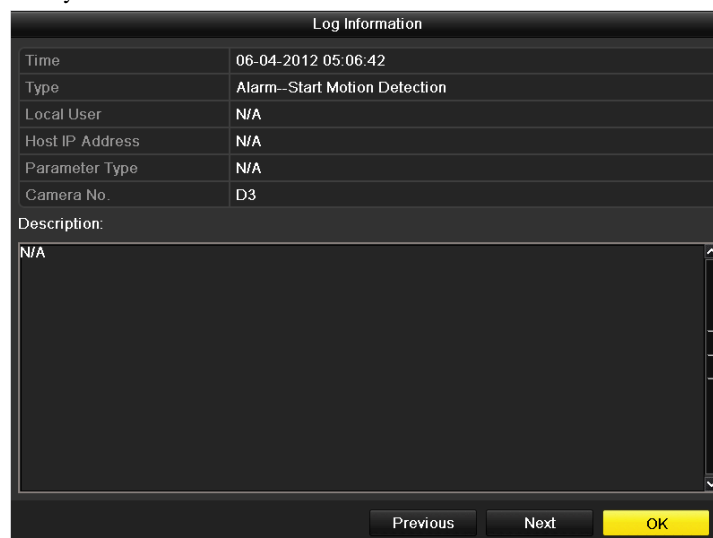 Log Information
Time 06-04-2012 05:06:42
Type Alarm--Start Motion Detection
Local User N/A
Host IP Address N/A
Parameter Type N/A
Camera No. D3
Description:
N/A
Previous Next OK